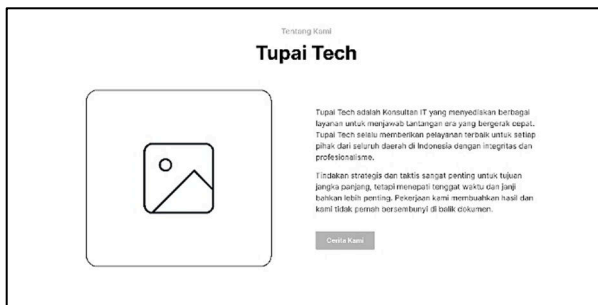 Tentang Kami
Tupai Tech
Tupai Tech adalah Konsultan IT yang menyediskan berbagai
layanan untuk menjawab tantangan era yang bergerak cepat.
Tupai Tech selalu memberikan pelayanan terbaik untuk setiap
pihak dari seluruh daerah di Indonesia dengan integritas dan
profesionalisme.
Tindakan strategis dan taktis sangat penting untuk tujuan
jangka panjang, tetapi menepati tenggat waktu dan janji
bahkan lebih penting. Pekerjaan kami membuahkan hasil dan
kami tidak pernah bersembunyi di balik dokumen.
Cerita Kami